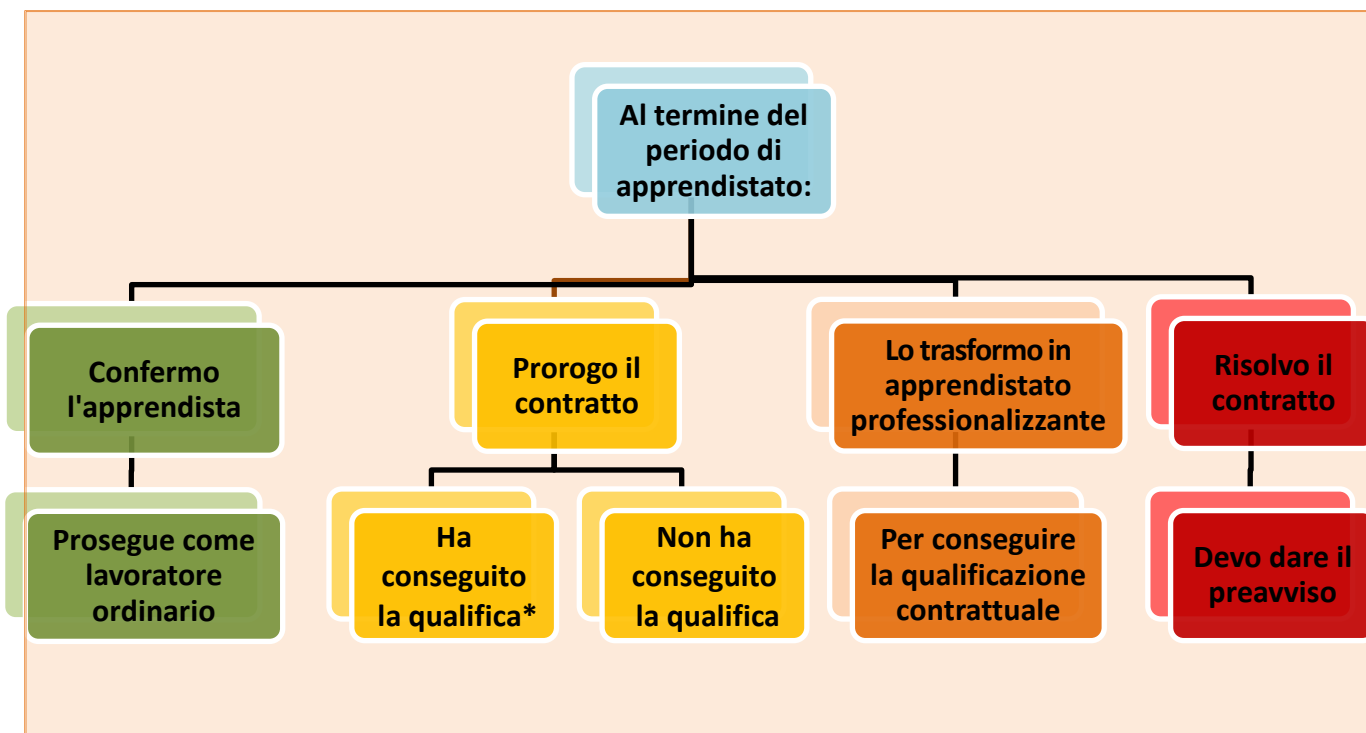 Al termine del
periodo di
apprendistato:
Confermo
l'apprendista
Prorogo il
contratto
Lo trasformo in
apprendistato
professionalizzante
Risolvo il
contratto
Prosegue come
lavoratore
ordinario
Ha
conseguito
la qualifica*
Non ha
conseguito
la qualifica
Per conseguire
la qualificazione
contrattuale
Devo dare il
preavviso